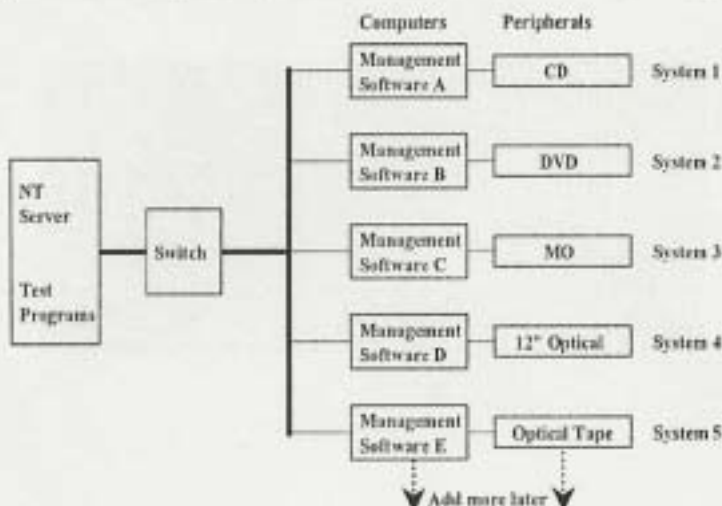 Computers Peripherals
Management
Software A
CD
System 1
Management
Software B
DVD
System 2
NT
Server
Test
Programs
Switch
Management
Software C
MO
System 3
Management
Software D
12" Optical
System 4
Management
Software E
Optical Tape
System 5
Add more later